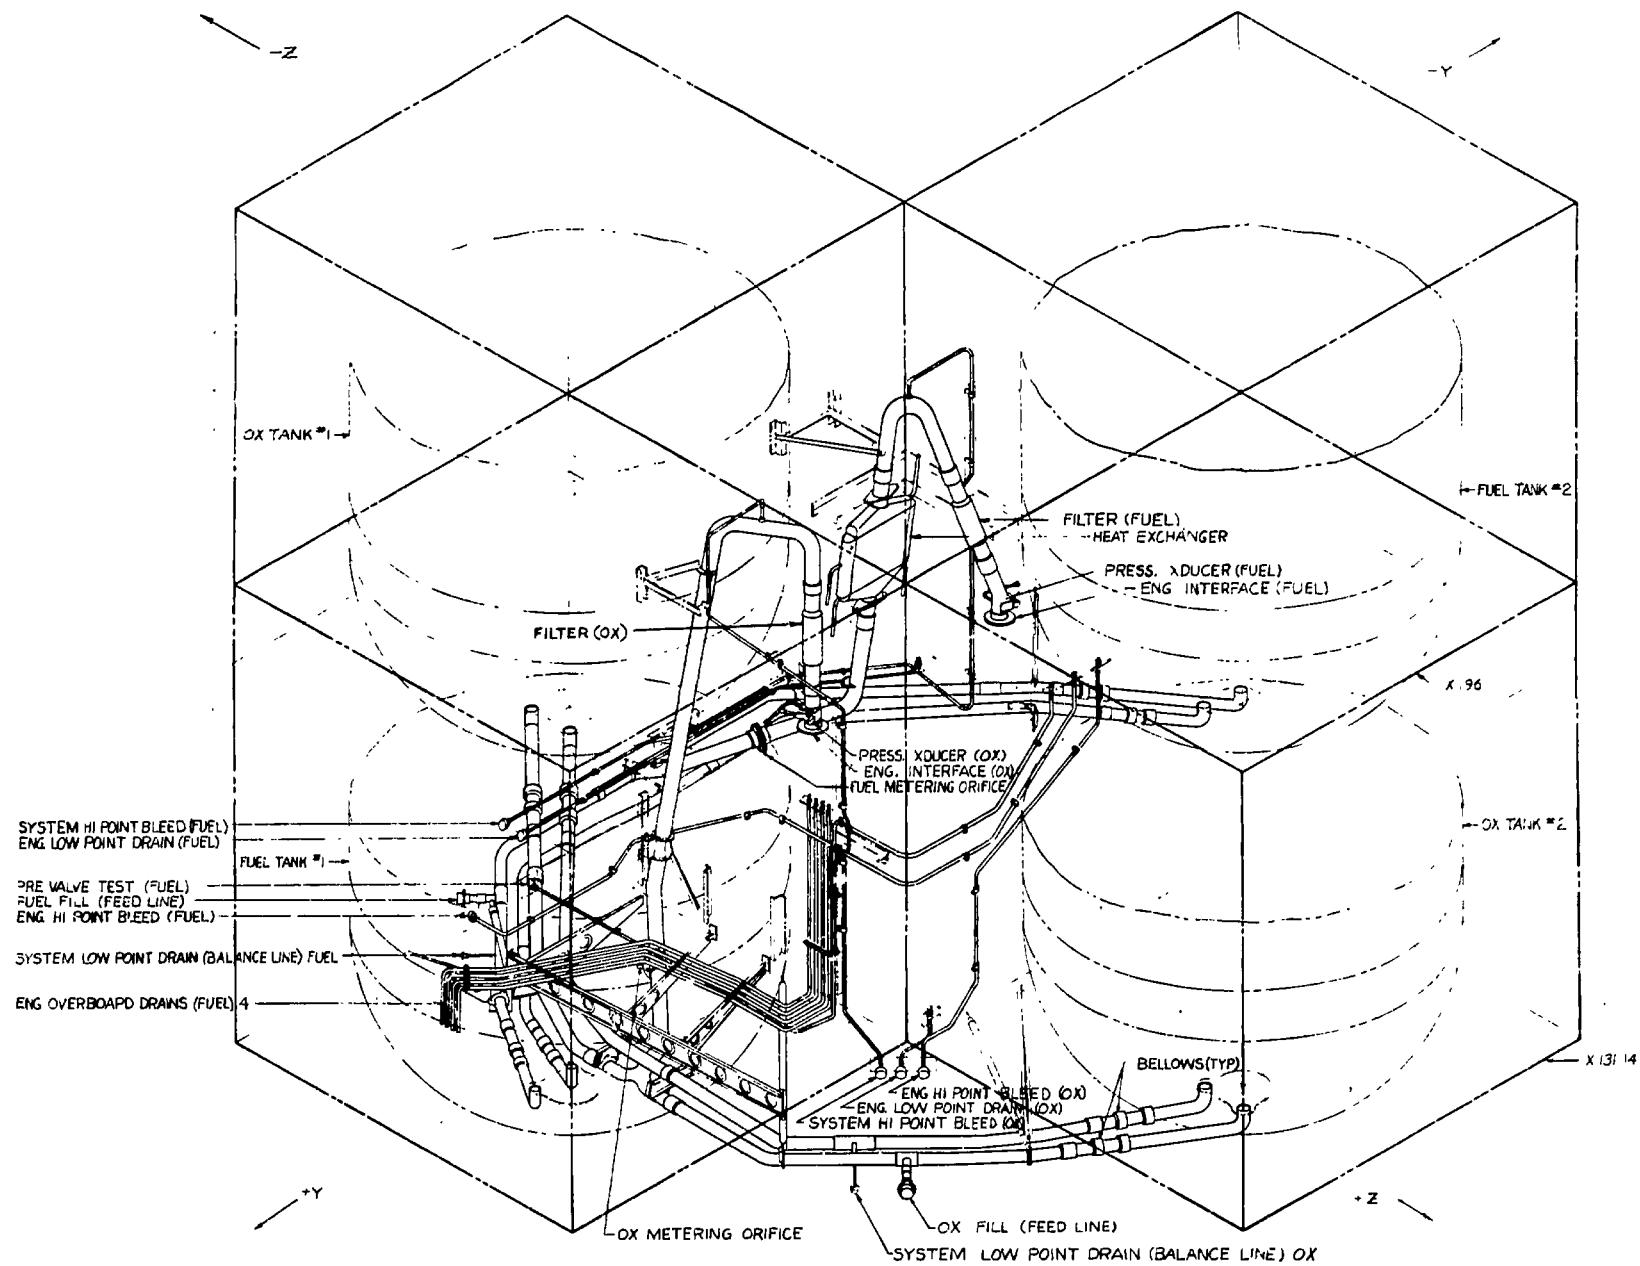 -Z
-Y
OX TANK #1
FUEL TANK #2
FILTER (FUEL)
HEAT EXCHANGER
PRESS. XDUCER (FUEL)
ENG INTERFACE (FUEL)
FILTER (OX)
X 196
PRESS. XDUCER (OX)
ENG. INTERFACE (OX)
FUEL METERING ORIFICE
SYSTEM HI POINT BLEED (FUEL)
ENG LOW POINT DRAIN (FUEL)
FUEL TANK #1
OX TANK #2
PRE VALVE TEST (FUEL)
FUEL FILL (FEED LINE)
ENG HI POINT BLEED (FUEL)
SYSTEM LOW POINT DRAIN (BALANCE LINE) FUEL
ENG OVERBOARD DRAINS (FUEL) 4
X 131 14
BELLOWS (TYP)
ENG HI POINT BLEED (OX)
ENG. LOW POINT DRAIN (OX)
SYSTEM HI POINT BLEED (OX)
+Y
+Z
OX METERING ORIFICE
OX FILL (FEED LINE)
SYSTEM LOW POINT DRAIN (BALANCE LINE) OX